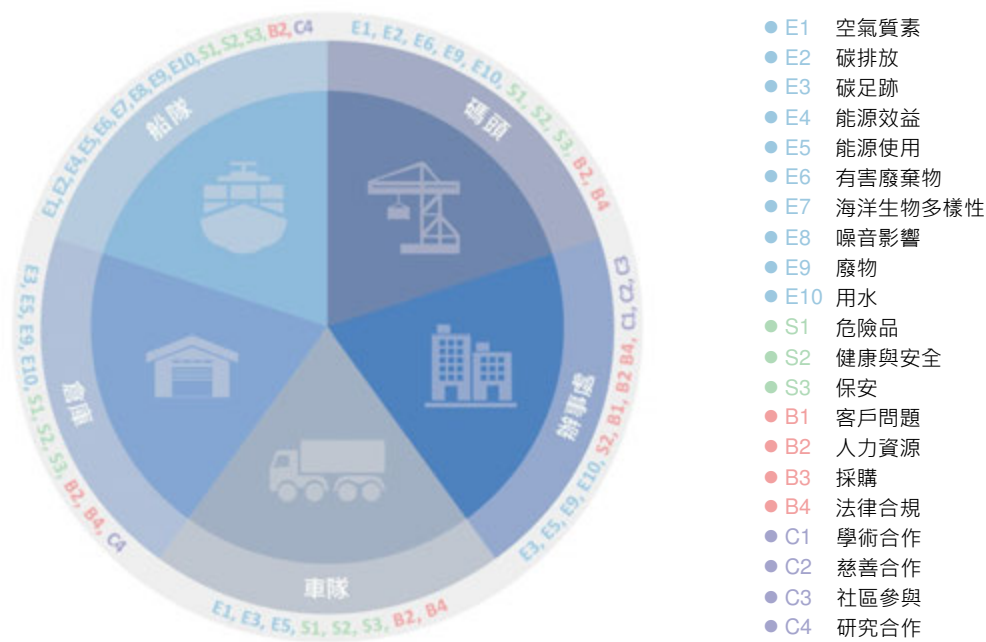 E1, E2, E4, E5, E6, E7, E8, E9, E10, S1, S2, S3, B2, C4
船隊
E1, E2, E6, E9, E10, S1, S2, S3, B2, B4
碼頭
E3, E5, E9, E10, S2, B1, B2 B4, C1, C2, C3
辦事處
E1, E3, E5, S1, S2, S3, B2, B4
車隊
E3, E5, E9, E10, S1, S2, S3, B2, B4, C4
倉庫
E1 空氣質素
E2 碳排放
E3 碳足跡
E4 能源效益
E5 能源使用
E6 有害廢棄物
E7 海洋生物多樣性
E8 噪音影響
E9 廢物
E10 用水
S1 危險品
S2 健康與安全
S3 保安
B1 客戶問題
B2 人力資源
B3 採購
B4 法律合規
C1 學術合作
C2 慈善合作
C3 社區參與
C4 研究合作